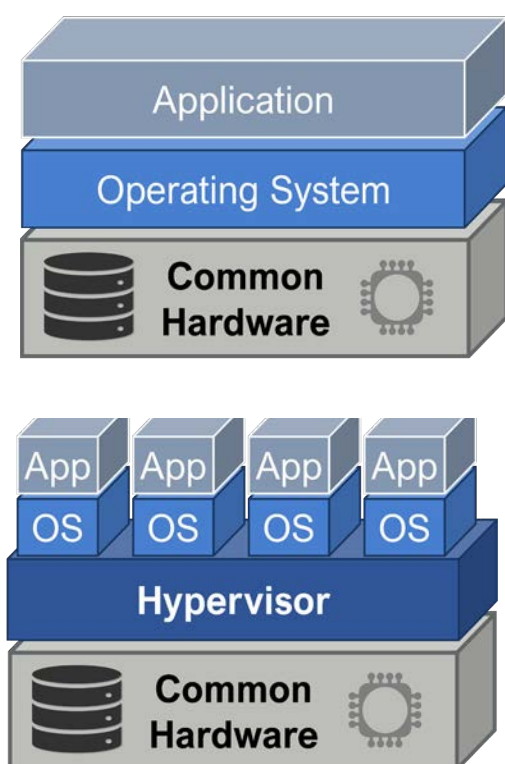 Application
Operating System
Common
Hardware
App App App App
OS OS OS OS
Hypervisor
Common
Hardware